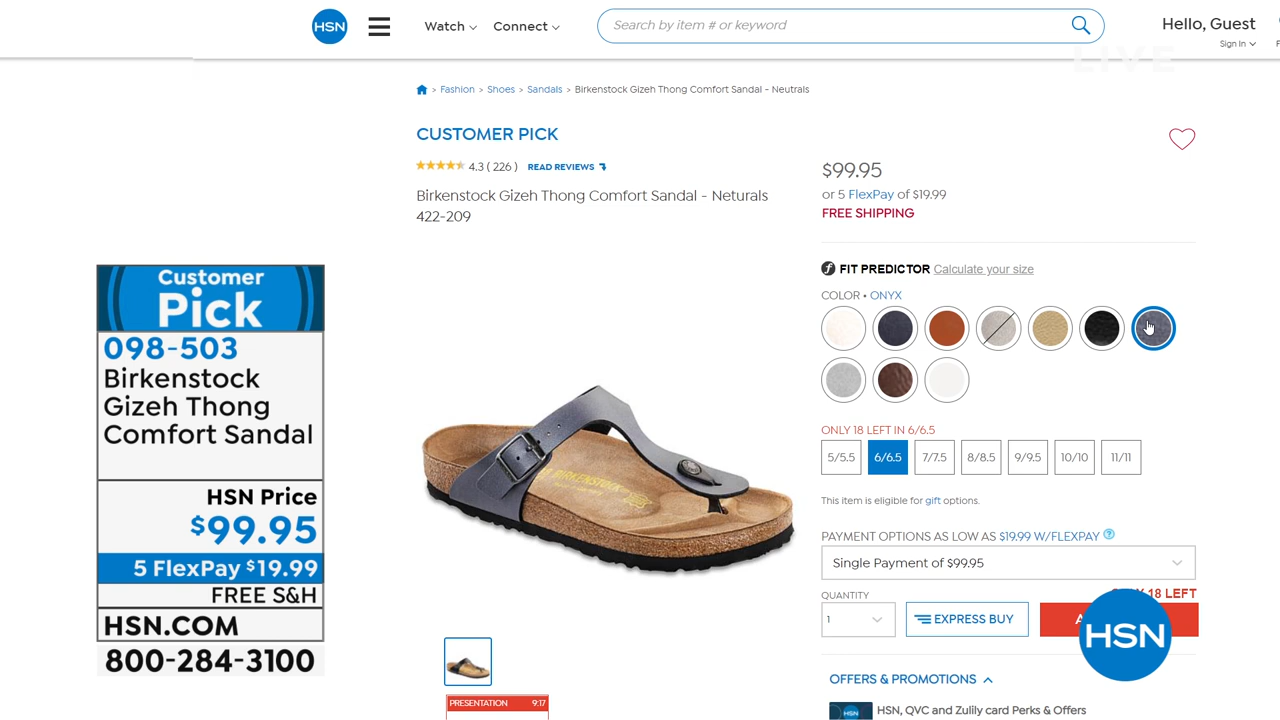 HSN
Watch
Connect
Search by item # or keyword
Hello, Guest
Sign In
LIVE
> Fashion > Shoes > Sandals > Birkenstock Gizeh Thong Comfort Sandal - Neutrals
CUSTOMER PICK
4.3 ( 226 ) READ REVIEWS
Birkenstock Gizeh Thong Comfort Sandal - Neturals
422-209
$99.95
or 5 FlexPay of $19.99
FREE SHIPPING
f FIT PREDICTOR Calculate your size
COLOR • ONYX
ONLY 18 LEFT IN 6/6.5
5/5.5 6/6.5 7/7.5 8/8.5 9/9.5 10/10 11/11
This item is eligible for gift options.
PAYMENT OPTIONS AS LOW AS $19.99 W/FLEXPAY ?
Single Payment of $99.95
QUANTITY
1
EXPRESS BUY
18 LEFT
HSN
OFFERS & PROMOTIONS
HSN
HSN, QVC and Zulily card Perks & Offers
BIRKENSTOCK
PRESENTATION 9:17
Customer
Pick
098-503
Birkenstock
Gizeh Thong
Comfort Sandal
HSN Price
$99.95
5 FlexPay $19.99
FREE S&H
HSN.COM
800-284-3100